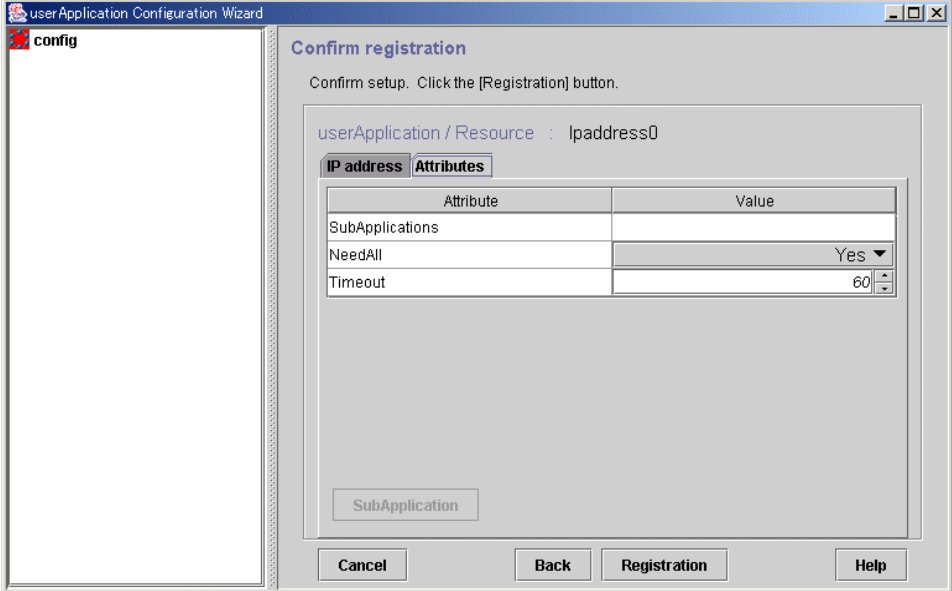 userApplication Configuration Wizard
config
Confirm registration
Confirm setup. Click the [Registration] button.
userApplication / Resource : Ipaddress0
IP address Attributes
Attribute Value
SubApplications
NeedAll Yes
Timeout 60
SubApplication
Cancel Back Registration Help